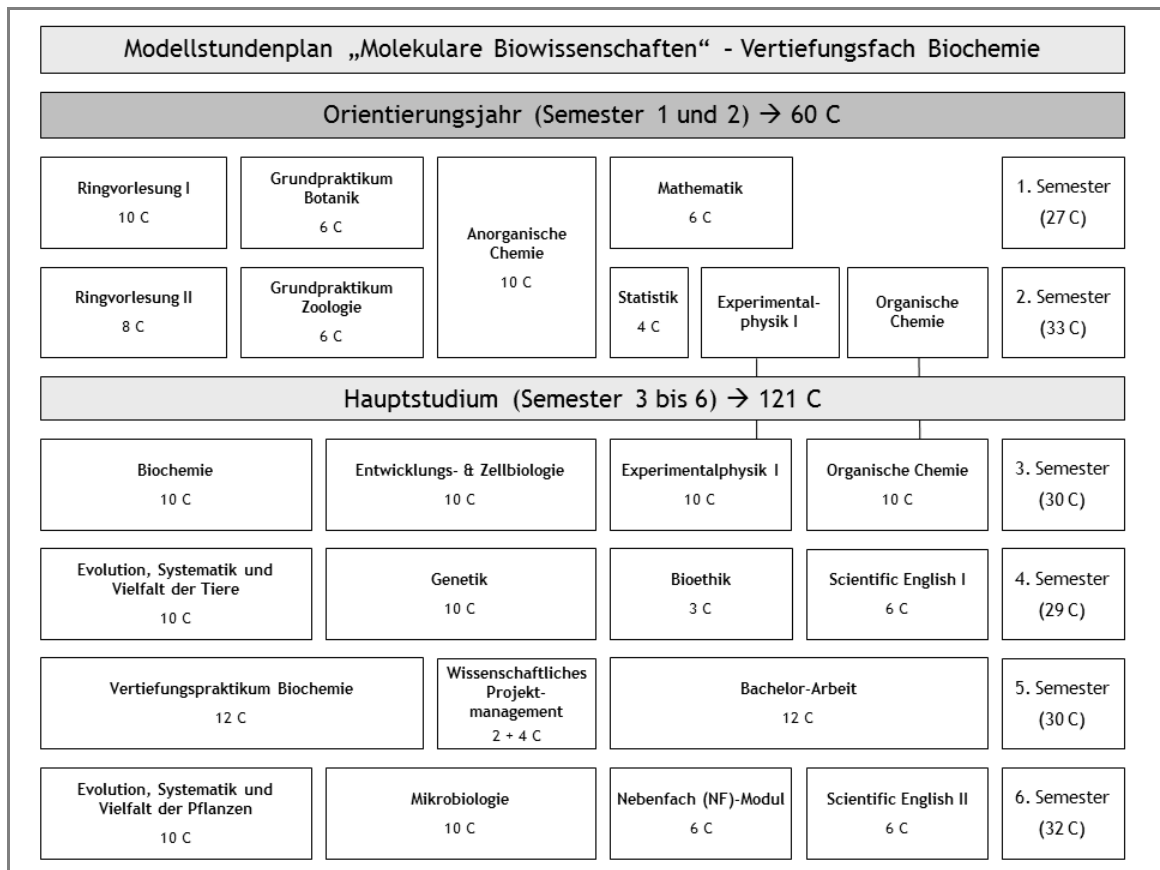 Modellstundenplan „Molekulare Biowissenschaften“ – Vertiefungsfach Biochemie
Orientierungsjahr (Semester 1 und 2) → 60 C
Ringvorlesung I
10 C
Grundpraktikum
Botanik
6 C
Anorganische
Chemie
10 C
Mathematik
6 C
1. Semester
(27 C)
Ringvorlesung II
8 C
Grundpraktikum
Zoologie
6 C
Statistik
4 C
Experimental-
physik I
Organische
Chemie
2. Semester
(33 C)
Hauptstudium (Semester 3 bis 6) → 121 C
Biochemie
10 C
Entwicklungs- & Zellbiologie
10 C
Experimentalphysik I
10 C
Organische Chemie
10 C
3. Semester
(30 C)
Evolution, Systematik und
Vielfalt der Tiere
10 C
Genetik
10 C
Bioethik
3 C
Scientific English I
6 C
4. Semester
(29 C)
Vertiefungspraktikum Biochemie
12 C
Wissenschaftliches
Projekt-
management
2 + 4 C
Bachelor-Arbeit
12 C
5. Semester
(30 C)
Evolution, Systematik und
Vielfalt der Pflanzen
10 C
Mikrobiologie
10 C
Nebenfach (NF)-Modul
6 C
Scientific English II
6 C
6. Semester
(32 C)